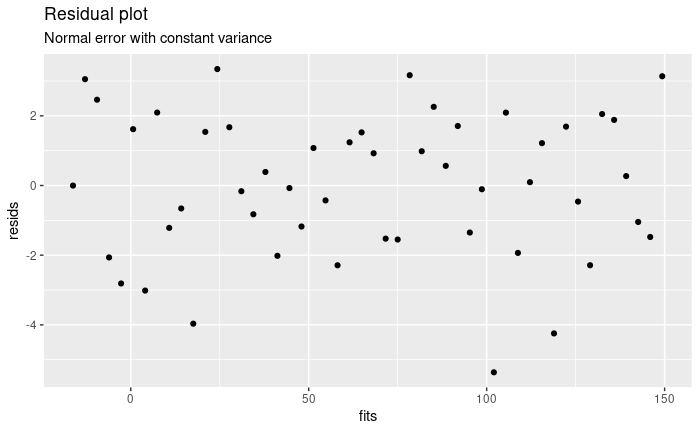 Residual plot
Normal error with constant variance
2
0
-2
-4
resids
0 50 100 150
fits